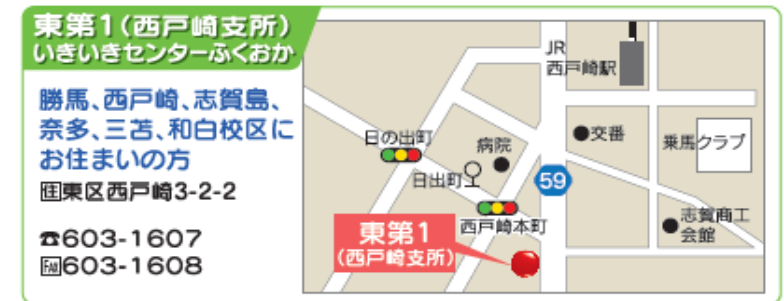 東第1(西戸崎支所)
いきいきセンターふくおか
勝馬、西戸崎、志賀島、
奈多、三苫、和白校区に
お住まいの方
住東区西戸崎3-2-2
☎603-1607
FAX603-1608
JR
西戸崎駅
日の出町
病院
交番
乗馬クラブ
日出町
59
西戸崎本町
志賀商工
会館
東第1
(西戸崎支所)